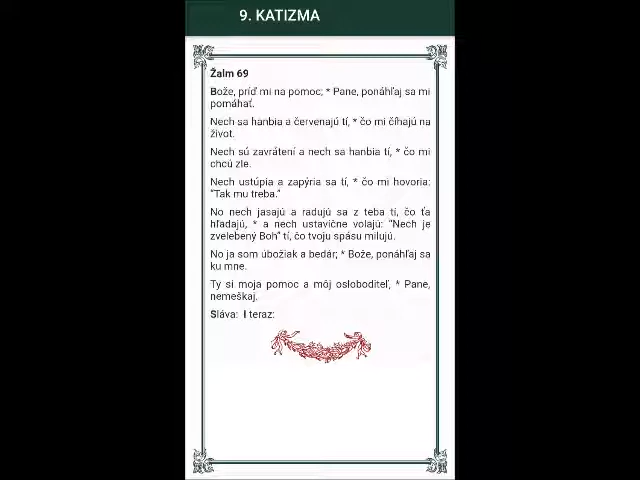 9. KATIZMA
Žalm 69
Bože, príď mi na pomoc; * Pane, ponáhľaj sa mi
pomáhať.
Nech sa hanbia a červenajú tí, * čo mi číhajú na
život.
Nech sú zavrátení a nech sa hanbia tí, * čo mi
chcú zle.
Nech ustúpia a zapýria sa tí, * čo mi hovoria:
"Tak mu treba."
No nech jasajú a radujú sa z teba tí, čo ťa
hľadajú, * a nech ustavične volajú: "Nech je
zvelebený Boh" tí, čo tvoju spásu milujú.
No ja som úbožiak a bedár; * Bože, ponáhľaj sa
ku mne.
Ty si moja pomoc a môj osloboditeľ, * Pane,
nemeškaj.
Sláva: I teraz: